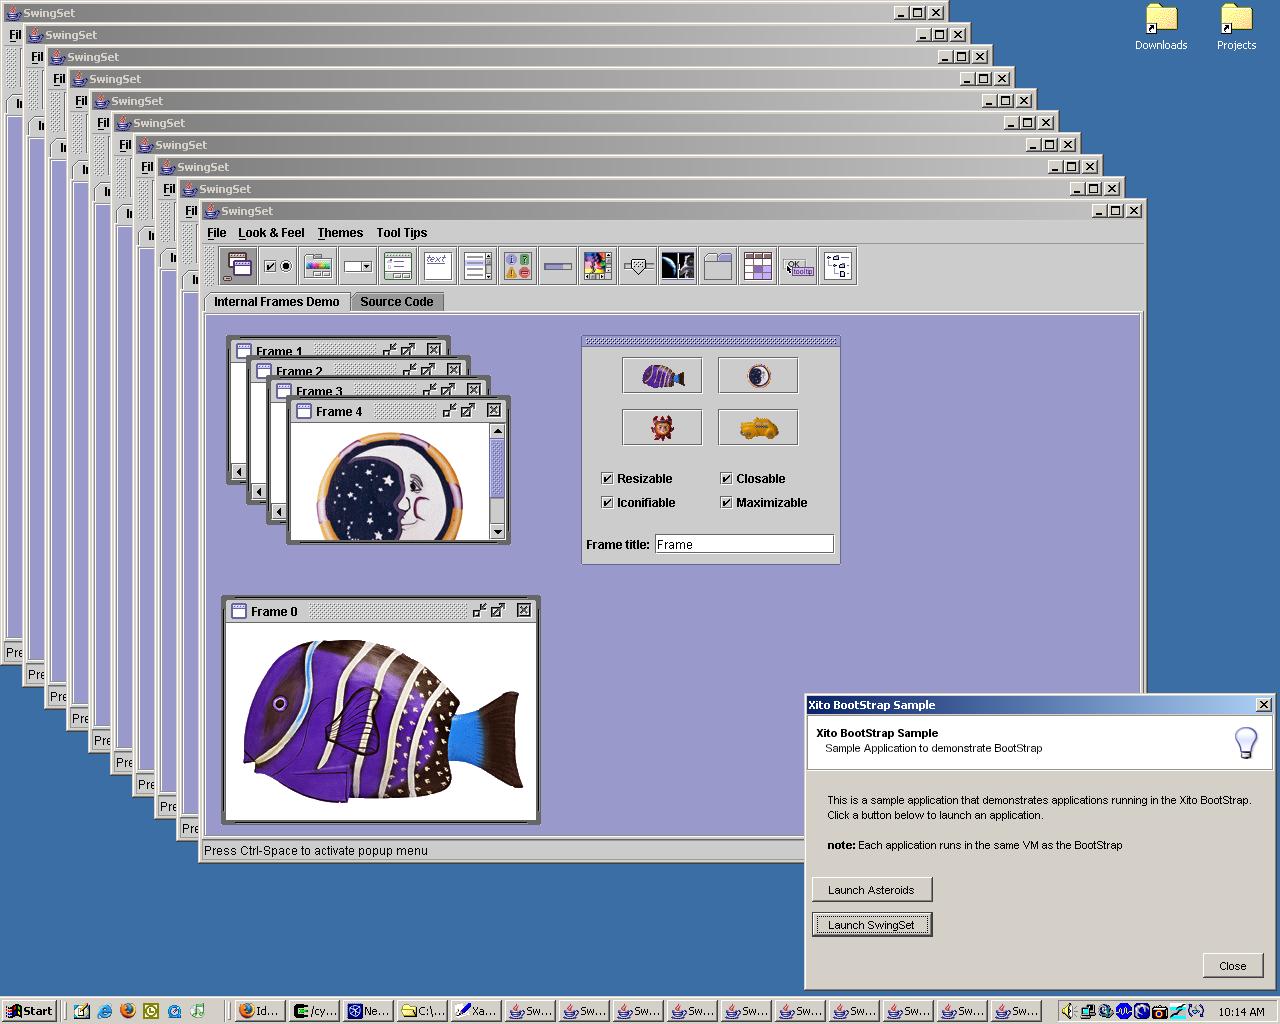 SwingSet
Downloads
Projects
SwingSet
Fil
SwingSet
Fil
SwingSet
Fil
SwingSet
Fil
SwingSet
Fil
SwingSet
Fil
SwingSet
Fil
SwingSet
Fil
SwingSet
Fil
File Look & Feel Themes Tool Tips
text
OK
tooltip
Internal Frames Demo Source Code
Frame 1
Frame 2
Frame 3
Frame 4
Resizable Closable
Iconifiable Maximizable
Frame title: Frame
Frame 0
Pre
Pre
Pre
Pre
Pre
Pre
Pre
Pre
Pre
Press Ctrl-Space to activate popup menu
Xito BootStrap Sample
Xito BootStrap Sample
Sample Application to demonstrate BootStrap
This is a sample application that demonstrates applications running in the Xito BootStrap.
Click a button below to launch an application.
note: Each application runs in the same VM as the BootStrap
Launch Asteroids
Launch SwingSet
Close
Start Id... /cy... Ne... C:\... Xa... Sw... Sw... Sw... Sw... Sw... Sw... Sw... Sw... Sw... Sw... 10:14 AM